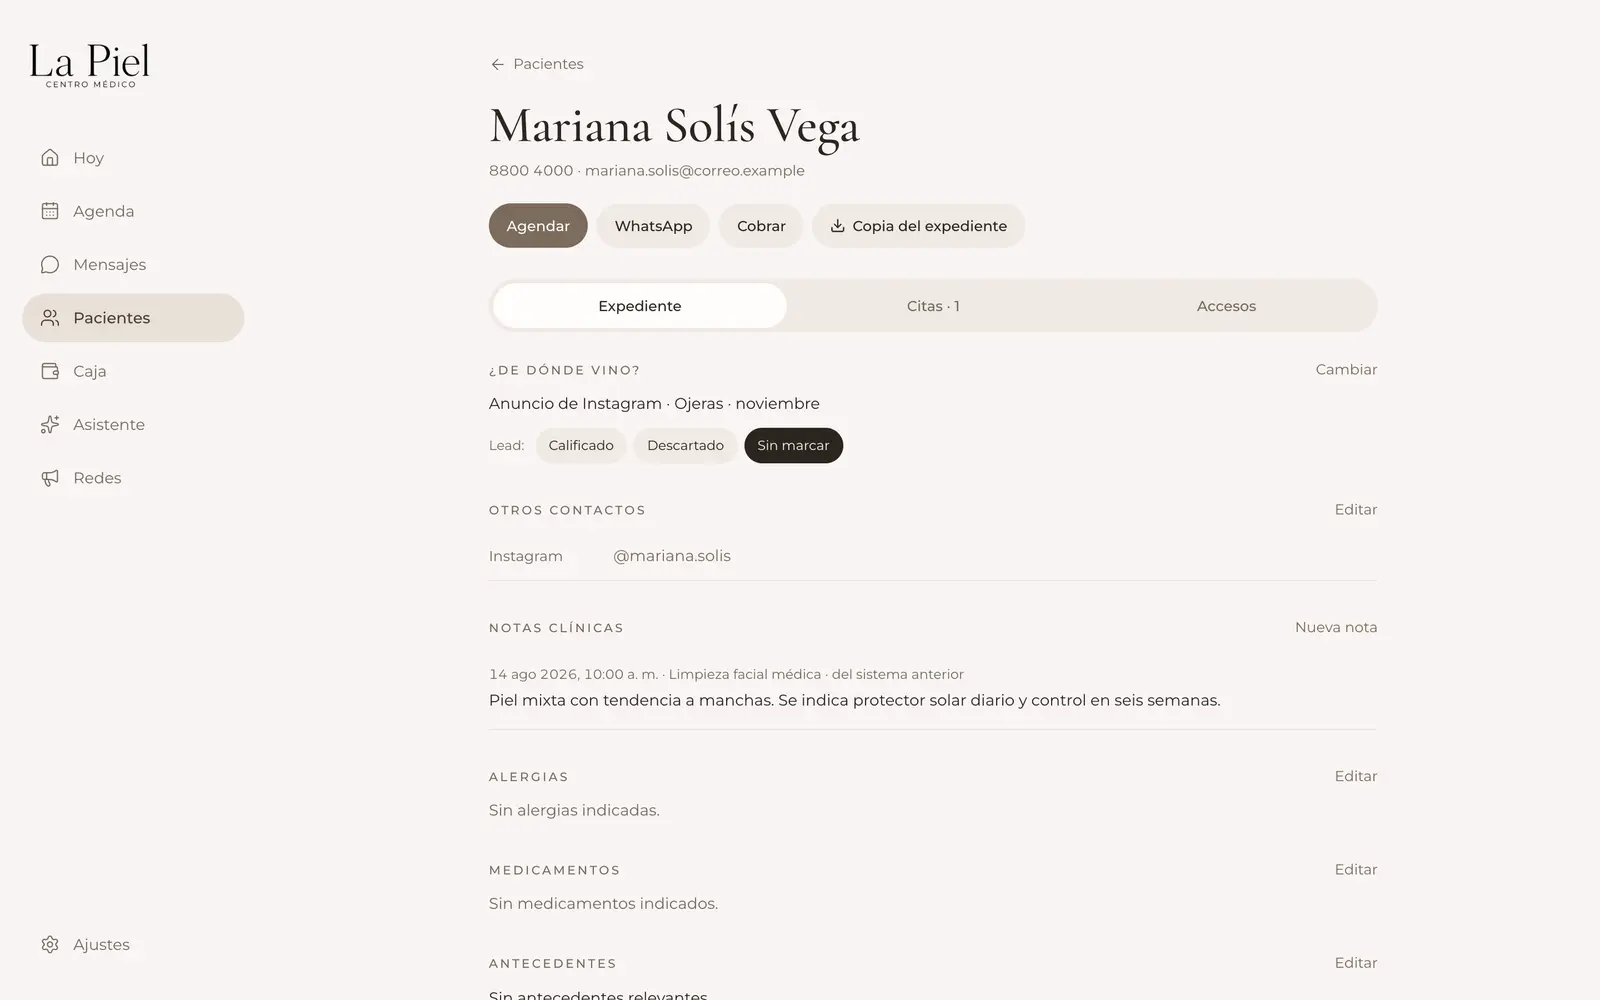 La Piel
CENTRO MÉDICO
Hoy
Agenda
Mensajes
Pacientes
Caja
Asistente
Redes
Ajustes
Pacientes
Mariana Solís Vega
8800 4000 · mariana.solis@correo.example
Agendar WhatsApp Cobrar Copia del expediente
Expediente Citas · 1 Accesos
¿DE DÓNDE VINO? Cambiar
Anuncio de Instagram · Ojeras · noviembre
Lead: Calificado Descartado Sin marcar
OTROS CONTACTOS Editar
Instagram @mariana.solis
NOTAS CLÍNICAS Nueva nota
14 ago 2026, 10:00 a. m. · Limpieza facial médica · del sistema anterior
Piel mixta con tendencia a manchas. Se indica protector solar diario y control en seis semanas.
ALERGIAS Editar
Sin alergias indicadas.
MEDICAMENTOS Editar
Sin medicamentos indicados.
ANTECEDENTES Editar
Sin antecedentes relevantes.